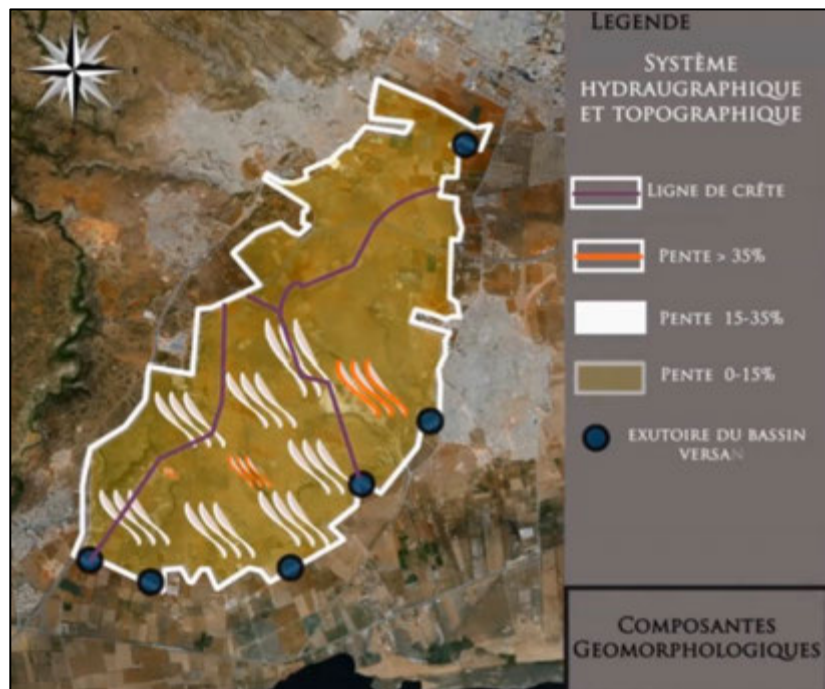 LEGENDE
SYSTÈME
HYDRAUGRAPHIQUE
ET TOPOGRAPHIQUE
LIGNE DE CRÊTE
PENTE > 35%
PENTE 15-35%
PENTE 0-15%
EXUTOIRE DU BASSIN
VERSAN
COMPOSANTES
GEOMORPHOLOGIQUES